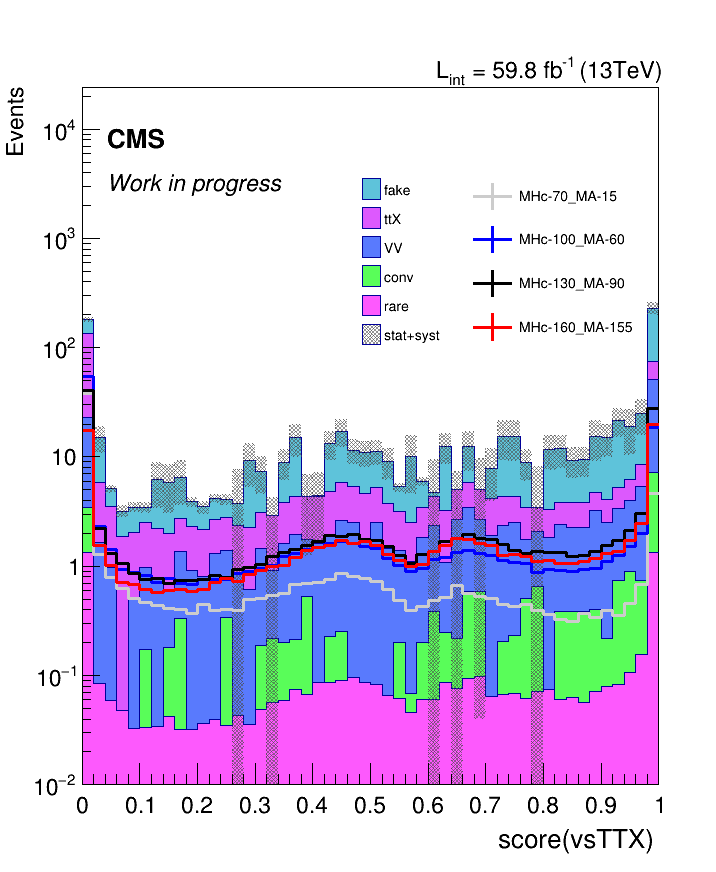 L_int = 59.8 fb^-1 (13TeV)
Events
CMS
Work in progress
fake
ttX
VV
conv
rare
stat+syst
MHc-70_MA-15
MHc-100_MA-60
MHc-130_MA-90
MHc-160_MA-155
10^4
10^3
10^2
10
1
10^−1
10^−2
0 0.1 0.2 0.3 0.4 0.5 0.6 0.7 0.8 0.9 1
score(vsTTX)